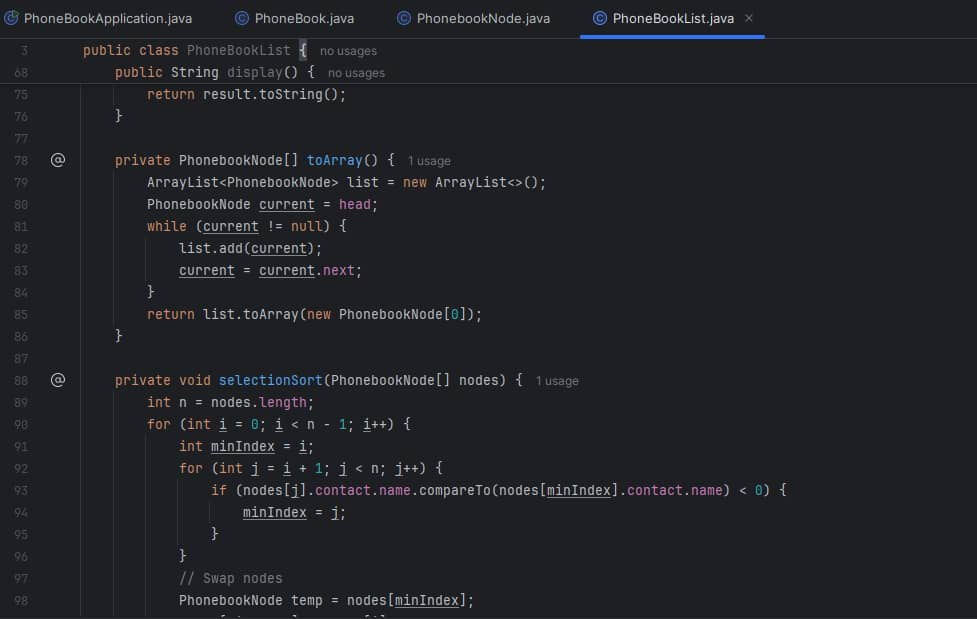 PhoneBookApplication.java PhoneBook.java PhonebookNode.java PhoneBookList.java ×
3 public class PhoneBookList { no usages
68 public String display() { no usages
75 return result.toString();
76 }
77
78 @ private PhonebookNode[] toArray() { 1 usage
79 ArrayList<PhonebookNode> list = new ArrayList<>();
80 PhonebookNode current = head;
81 while (current != null) {
82 list.add(current);
83 current = current.next;
84 }
85 return list.toArray(new PhonebookNode[0]);
86 }
87
88 @ private void selectionSort(PhonebookNode[] nodes) { 1 usage
89 int n = nodes.length;
90 for (int i = 0; i < n - 1; i++) {
91 int minIndex = i;
92 for (int j = i + 1; j < n; j++) {
93 if (nodes[j].contact.name.compareTo(nodes[minIndex].contact.name) < 0) {
94 minIndex = j;
95 }
96 }
97 // Swap nodes
98 PhonebookNode temp = nodes[minIndex];